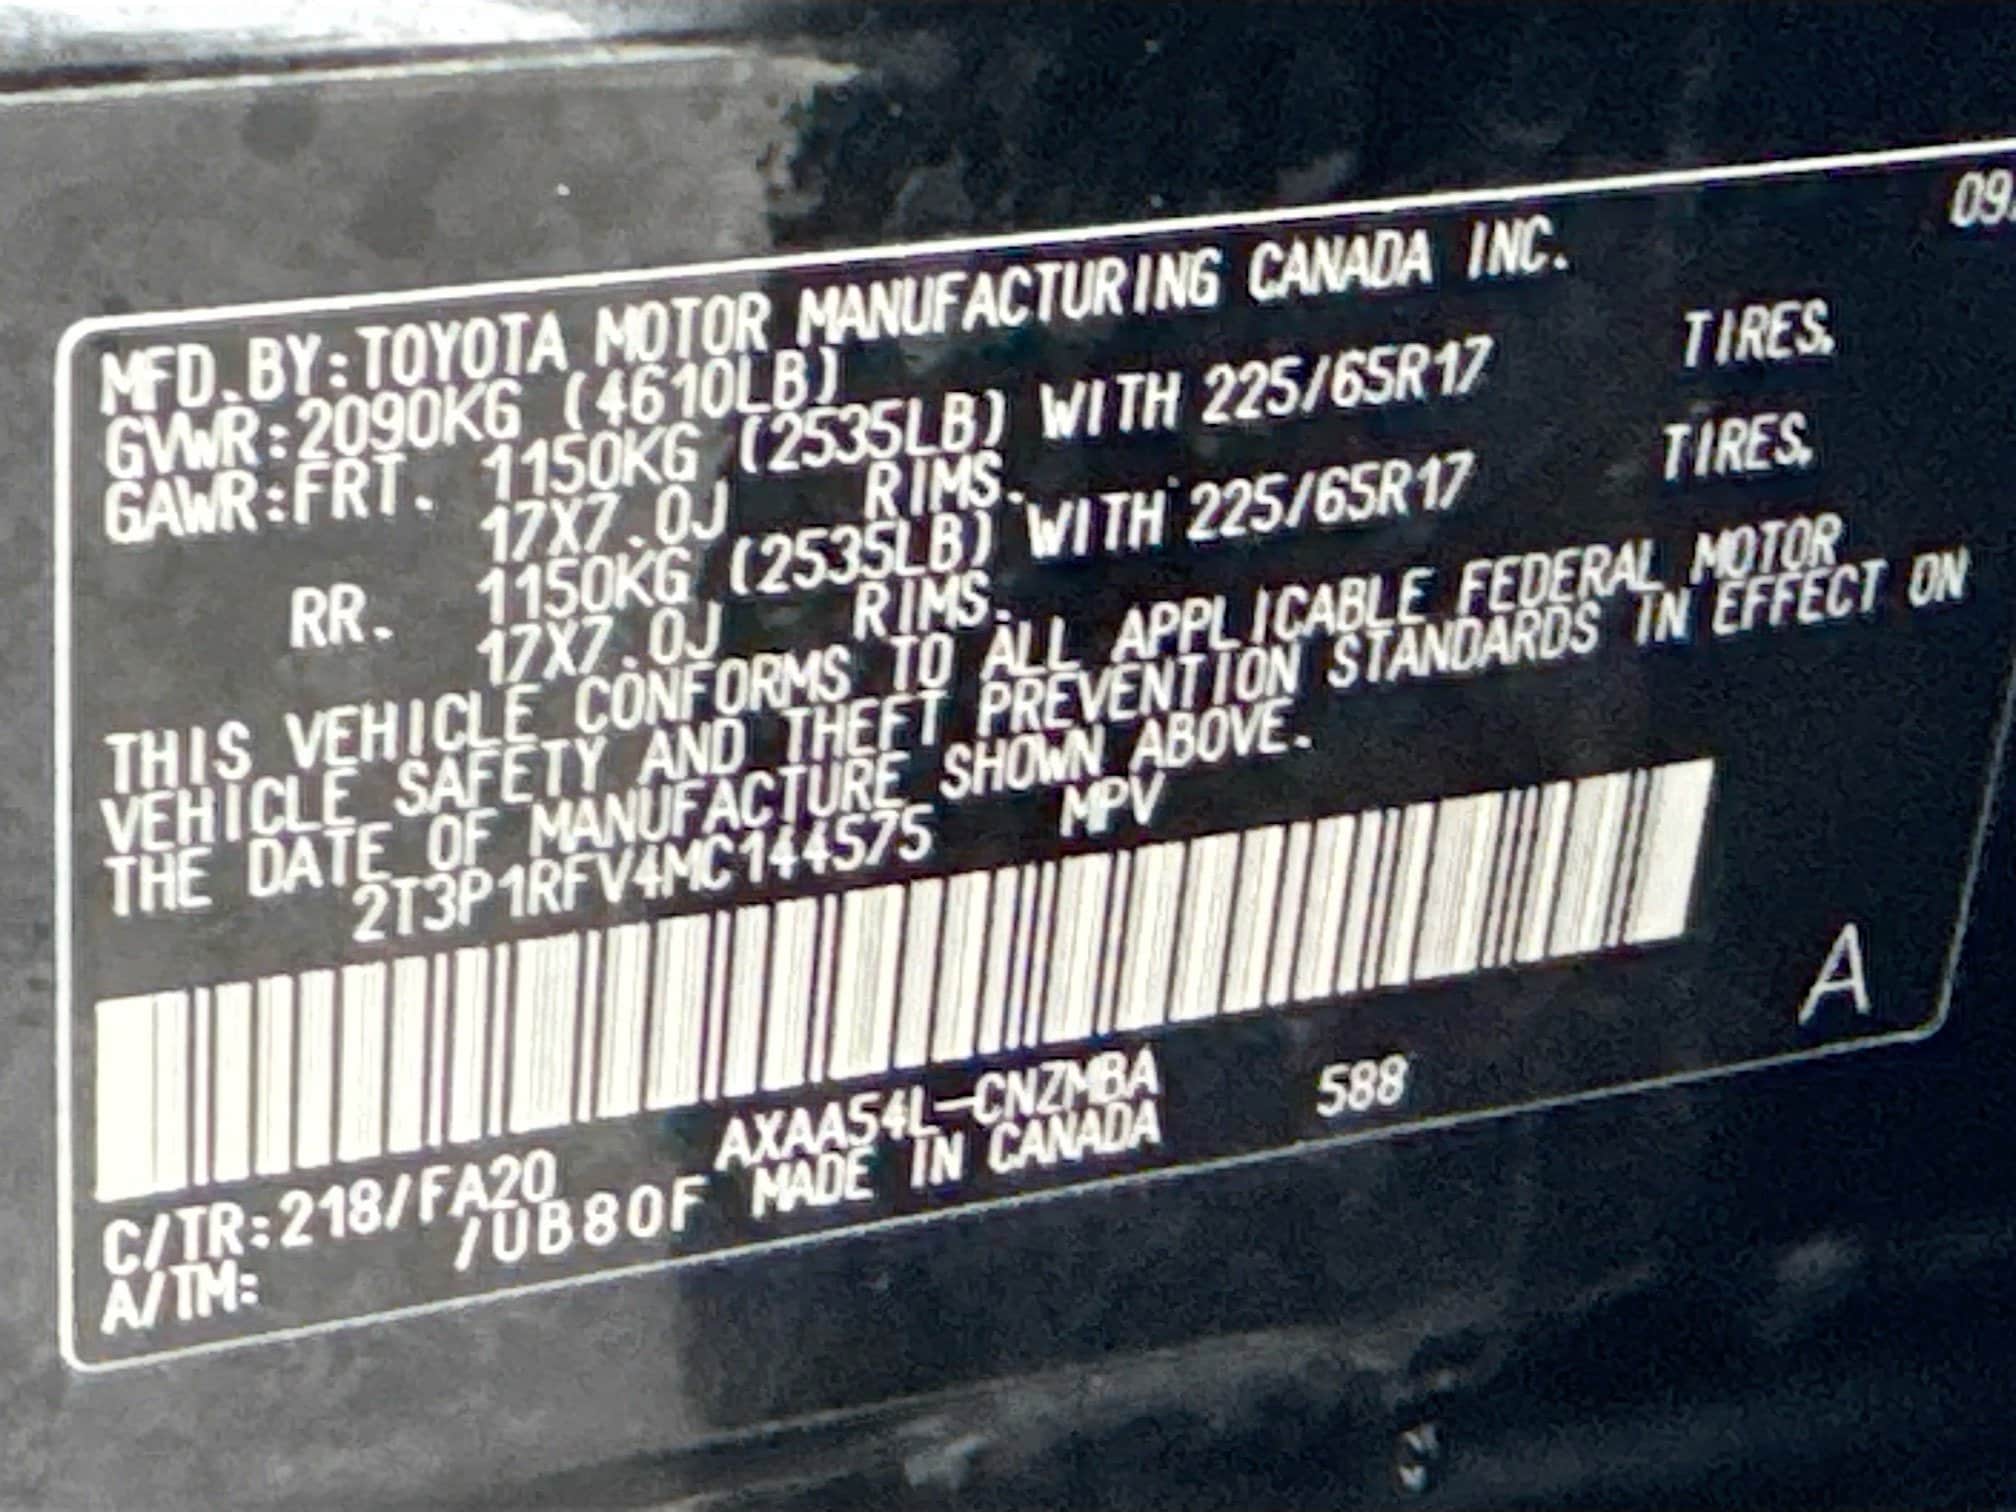 09
MFD.BY:TOYOTA MOTOR MANUFACTURING CANADA INC.
GVWR:2090KG (4610LB)
GAWR:FRT. 1150KG (2535LB) WITH 225/65R17 TIRES,
17X7.0J RIMS.
RR. 1150KG (2535LB) WITH 225/65R17 TIRES,
17X7.0J RIMS.
THIS VEHICLE CONFORMS TO ALL APPLICABLE FEDERAL MOTOR
VEHICLE SAFETY AND THEFT PREVENTION STANDARDS IN EFFECT ON
THE DATE OF MANUFACTURE SHOWN ABOVE.
2T3P1RFV4MC144575 MPV
A
AXAA54L-CNZMBA 588
C/TR:218/FA20 MADE IN CANADA
A/TM: /UB80F